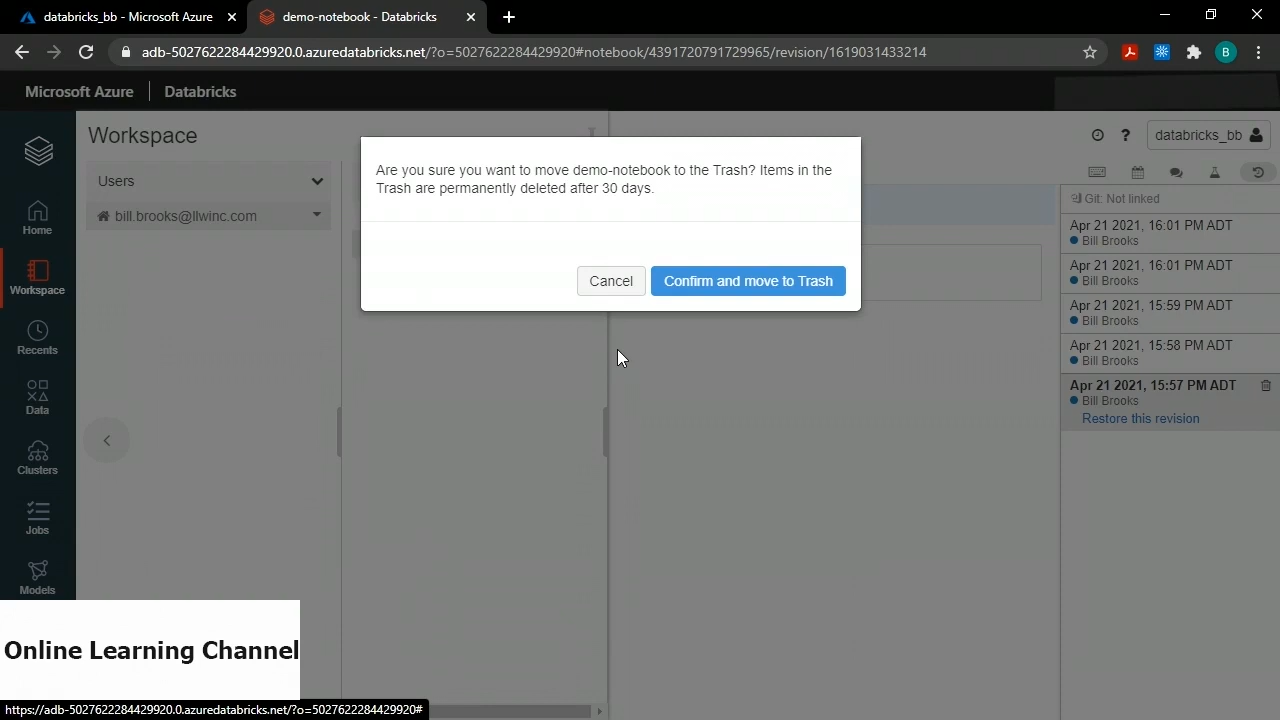 databricks_bb - Microsoft Azure
demo-notebook - Databricks
adb-5027622284429920.0.azuredatabricks.net/?o=5027622284429920#notebook/4391720791729965/revision/1619031433214
B
Microsoft Azure
Databricks
Workspace
databricks_bb
Users
bill.brooks@llwinc.com
Home
Workspace
Recents
Data
Clusters
Jobs
Models
Are you sure you want to move demo-notebook to the Trash? Items in the
Trash are permanently deleted after 30 days.
Cancel
Confirm and move to Trash
Git: Not linked
Apr 21 2021, 16:01 PM ADT
Bill Brooks
Apr 21 2021, 16:01 PM ADT
Bill Brooks
Apr 21 2021, 15:59 PM ADT
Bill Brooks
Apr 21 2021, 15:58 PM ADT
Bill Brooks
Apr 21 2021, 15:57 PM ADT
Bill Brooks
Restore this revision
Online Learning Channel
https://adb-5027622284429920.0.azuredatabricks.net/?o=5027622284429920#